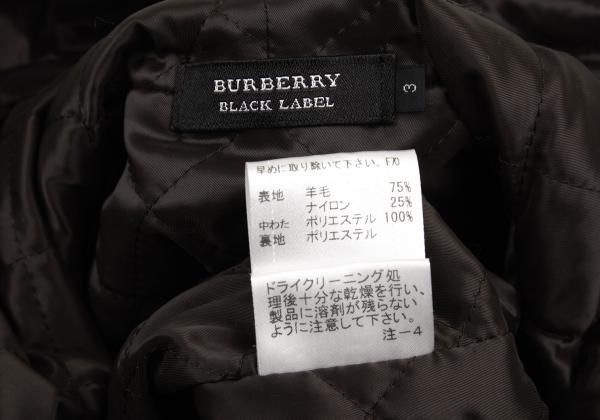 BURBERRY
BLACK LABEL
3
早めに取り除いて下さい。F/0
表地 羊毛 75%
ナイロン 25%
中わた ポリエステル 100%
裏地 ポリエステル
ドライクリーニング処
理後十分な乾燥を行い、
製品に溶剤が残らない
ように注意して下さい。
注－4